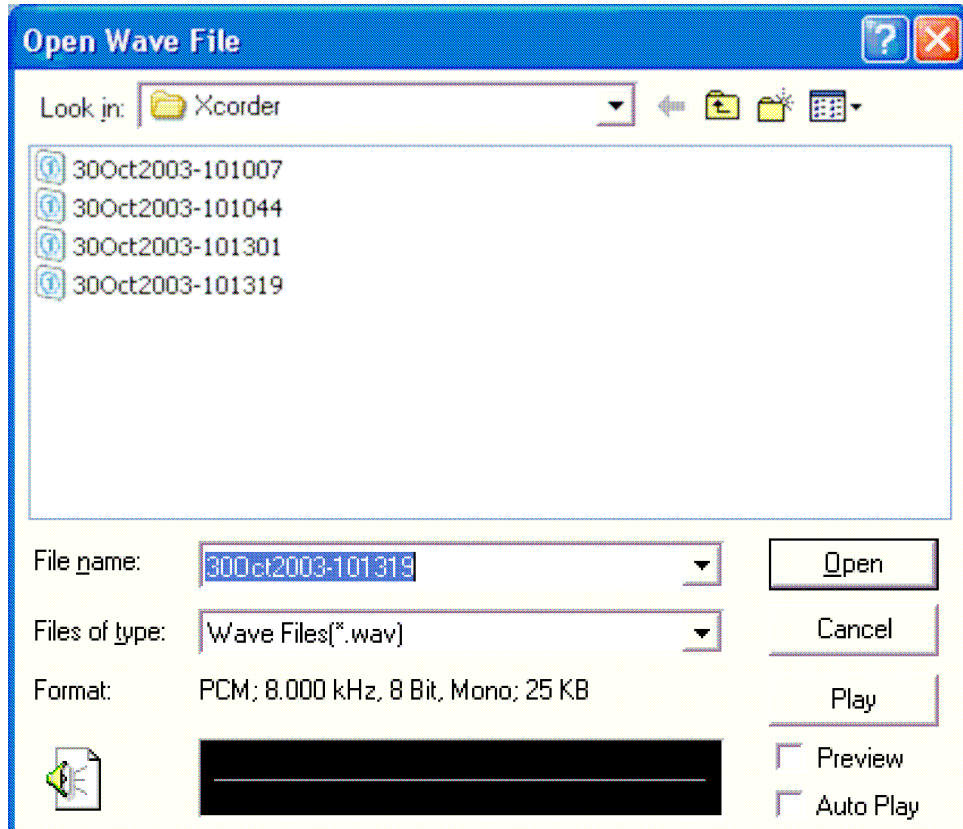 Open Wave File
Look in: Xcorder
30Oct2003-101007
30Oct2003-101044
30Oct2003-101301
30Oct2003-101319
File name: 30Oct2003-101319 Open
Files of type: Wave Files(*.wav) Cancel
Format: PCM; 8.000 kHz, 8 Bit, Mono; 25 KB Play
Preview
Auto Play